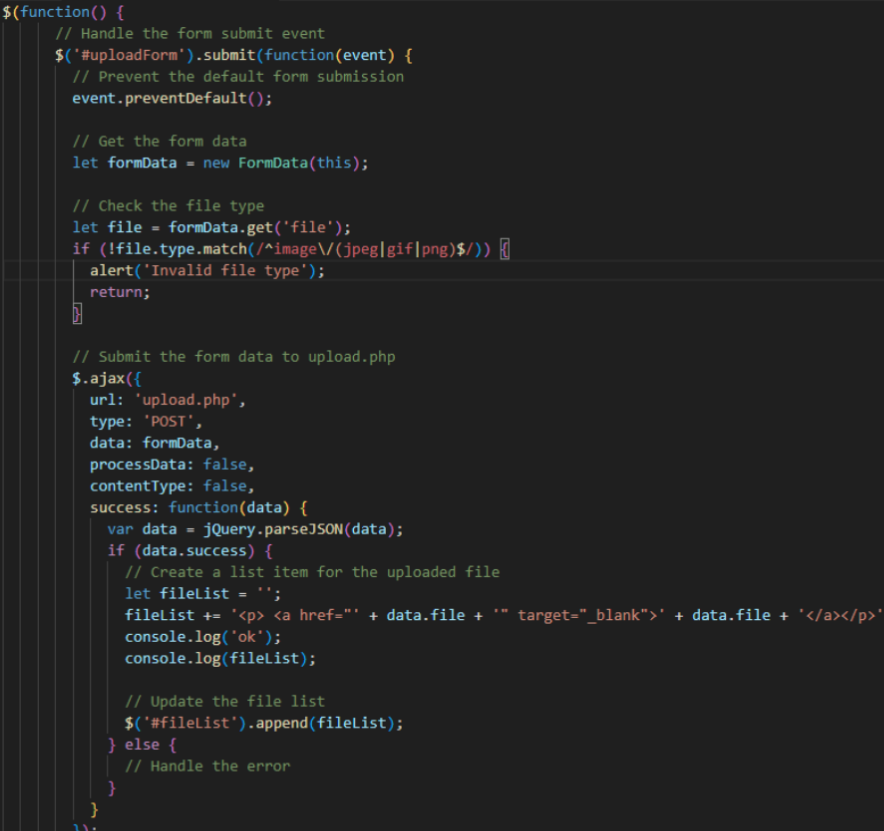 $(function() {
// Handle the form submit event
$('#uploadForm').submit(function(event) {
// Prevent the default form submission
event.preventDefault();
// Get the form data
let formData = new FormData(this);
// Check the file type
let file = formData.get('file');
if (!file.type.match(/^image\/(jpeg|gif|png)$/)) {
alert('Invalid file type');
return;
}
// Submit the form data to upload.php
$.ajax({
url: 'upload.php',
type: 'POST',
data: formData,
processData: false,
contentType: false,
success: function(data) {
var data = jQuery.parseJSON(data);
if (data.success) {
// Create a list item for the uploaded file
let fileList = '';
fileList += '<p> <a href="' + data.file + '" target="_blank">' + data.file + '</a></p>'
console.log('ok');
console.log(fileList);
// Update the file list
$('#fileList').append(fileList);
} else {
// Handle the error
}
}
});